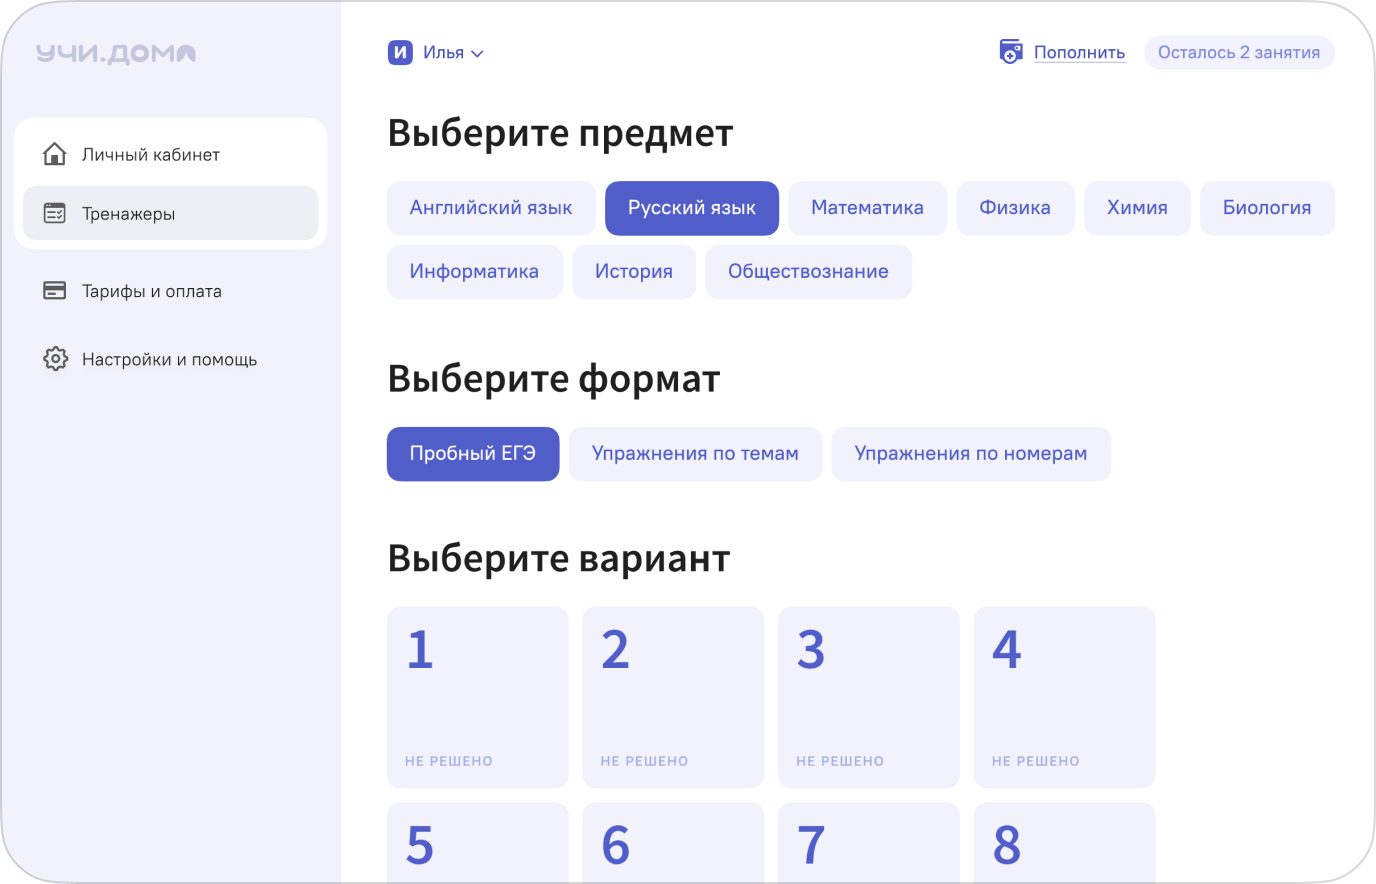 УЧИ.ДОМА
И Илья
Пополнить
Осталось 2 занятия
Личный кабинет
Тренажеры
Тарифы и оплата
Настройки и помощь
Выберите предмет
Английский язык Русский язык Математика Физика Химия Биология
Информатика История Обществознание
Выберите формат
Пробный ЕГЭ Упражнения по темам Упражнения по номерам
Выберите вариант
1 2 3 4
НЕ РЕШЕНО НЕ РЕШЕНО НЕ РЕШЕНО НЕ РЕШЕНО
5 6 7 8